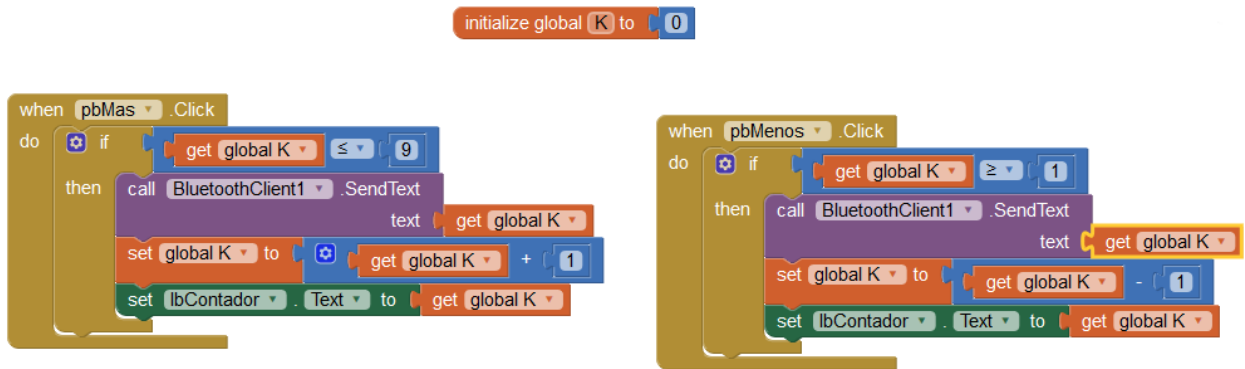 initialize global K to 0
when pbMas .Click
do if get global K ≤ 9
then call BluetoothClient1 .SendText
text get global K
set global K to get global K + 1
set lbContador . Text to get global K
when pbMenos .Click
do if get global K ≥ 1
then call BluetoothClient1 .SendText
text get global K
set global K to get global K - 1
set lbContador . Text to get global K